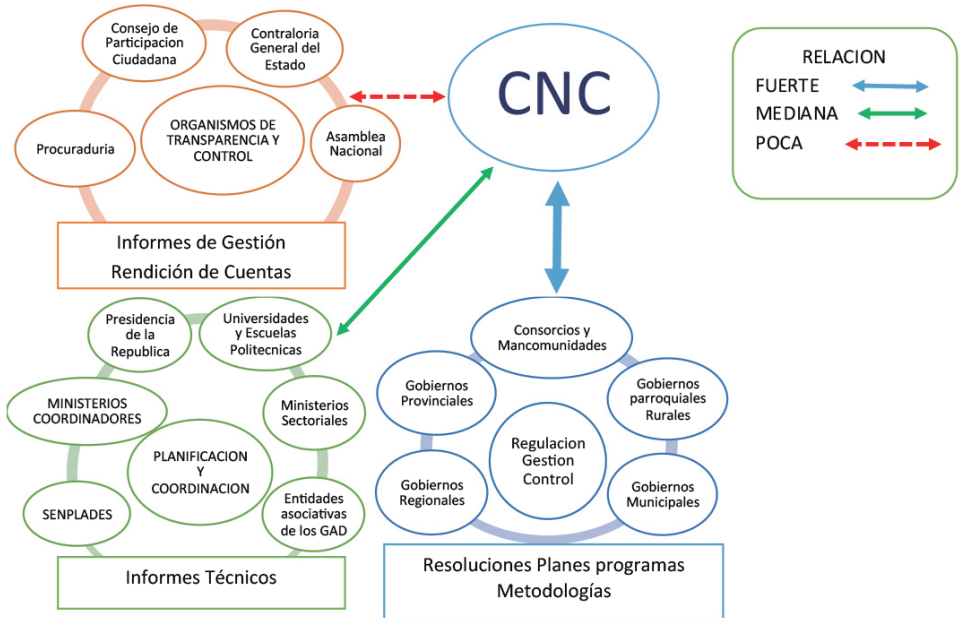 Consejo de
Participacion
Ciudadana
Contraloria
General del
Estado
Procuraduria
ORGANISMOS DE
TRANSPARENCIA Y
CONTROL
Asamblea
Nacional
Informes de Gestión
Rendición de Cuentas
CNC
RELACION
FUERTE
MEDIANA
POCA
Presidencia
de la
Republica
Universidades
y Escuelas
Politecnicas
MINISTERIOS
COORDINADORES
Ministerios
Sectoriales
PLANIFICACION
Y
COORDINACION
SENPLADES
Entidades
asociativas
de los GAD
Informes Técnicos
Consorcios y
Mancomunidades
Gobiernos
Provinciales
Gobiernos
parroquiales
Rurales
Regulacion
Gestion
Control
Gobiernos
Regionales
Gobiernos
Municipales
Resoluciones Planes programas
Metodologías